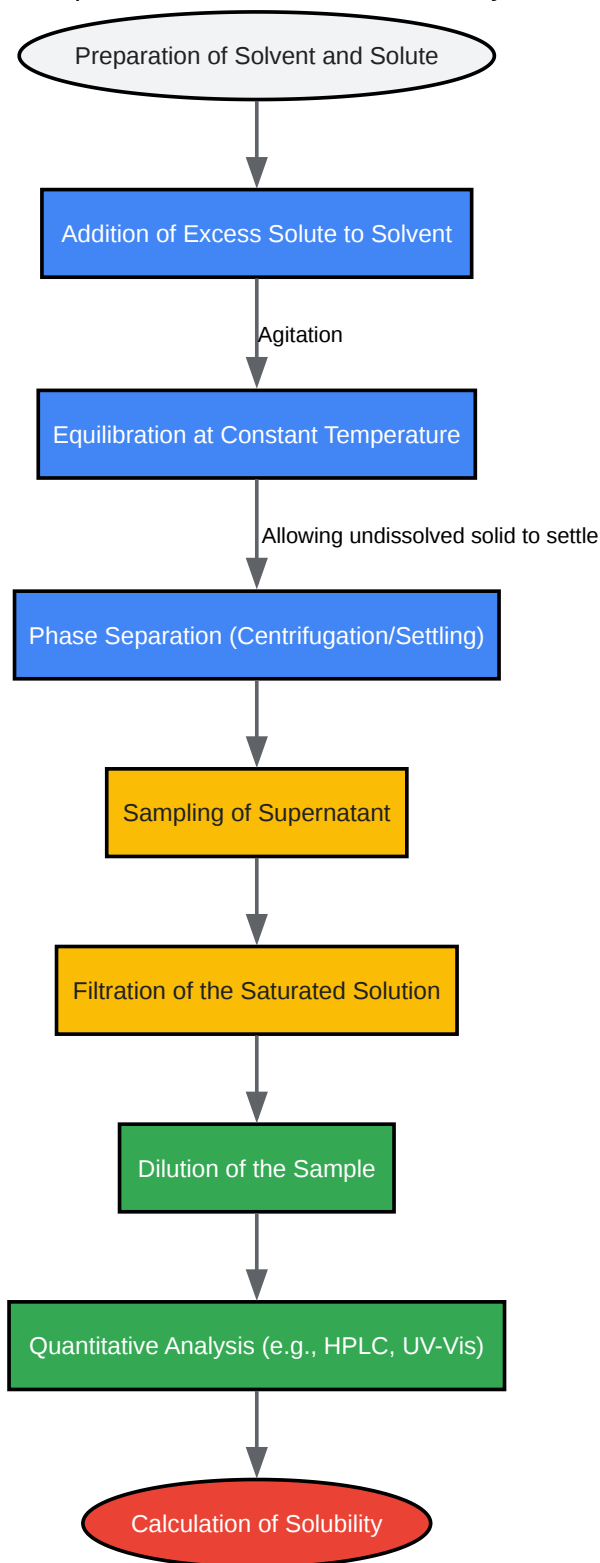 Preparation of Solvent and Solute
Addition of Excess Solute to Solvent
Agitation
Equilibration at Constant Temperature
Allowing undissolved solid to settle
Phase Separation (Centrifugation/Settling)
Sampling of Supernatant
Filtration of the Saturated Solution
Dilution of the Sample
Quantitative Analysis (e.g., HPLC, UV-Vis)
Calculation of Solubility